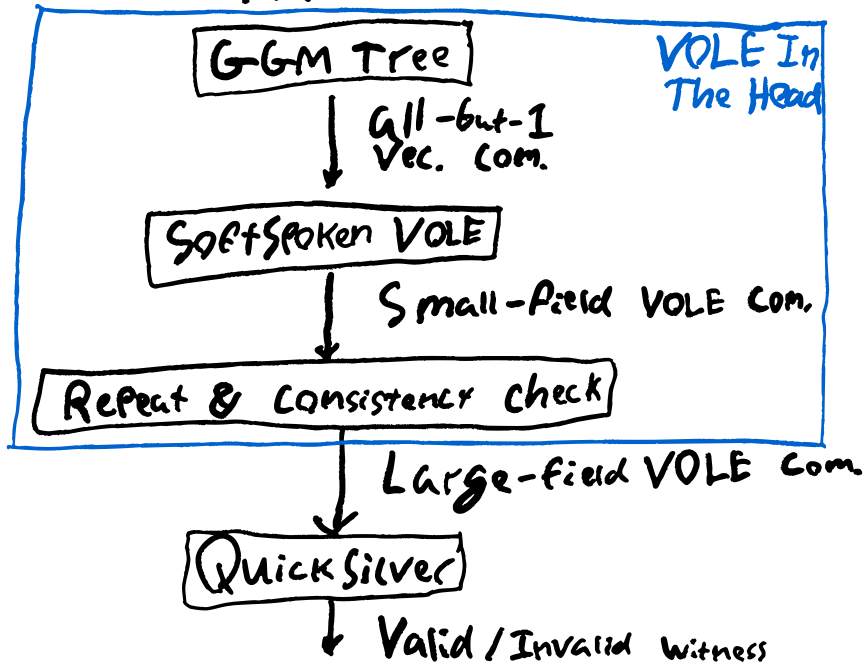 GGM Tree
VOLE In
The Head
all-but-1
Vec. com.
SoftSpoken VOLE
Small-field VOLE com.
Repeat & consistency check
Large-field VOLE com.
QuickSilver
Valid/Invalid witness